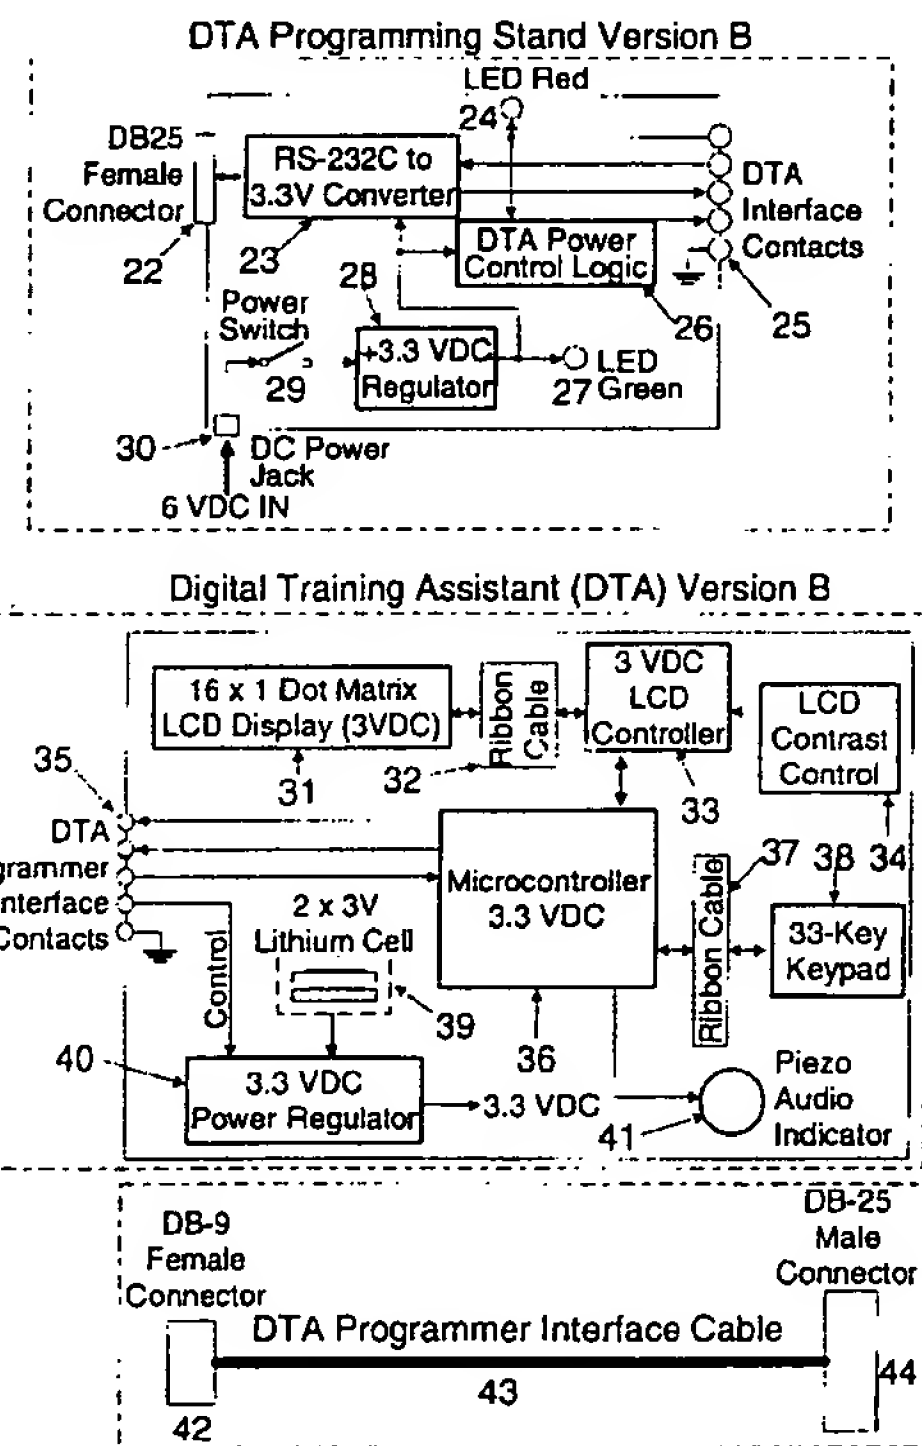 DTA Programming Stand Version B
LED Red
24
DB25
Female
Connector
RS-232C to
3.3V Converter
DTA
Interface
Contacts
DTA Power
Control Logic
22
23
28
26
25
Power
Switch
29
+3.3 VDC
Regulator
LED
27 Green
30
DC Power
Jack
6 VDC IN
Digital Training Assistant (DTA) Version B
16 x 1 Dot Matrix
LCD Display (3VDC)
Ribbon
Cable
3 VDC
LCD
Controller
LCD
Contrast
Control
35
31
32
33
34
DTA
grammer
nterface
Contacts
Microcontroller
3.3 VDC
37
38
Ribbon Cable
33-Key
Keypad
2 x 3V
Lithium Cell
Control
39
36
40
3.3 VDC
Power Regulator
3.3 VDC
41
Piezo
Audio
Indicator
DB-9
Female
Connector
DB-25
Male
Connector
DTA Programmer Interface Cable
43
44
42